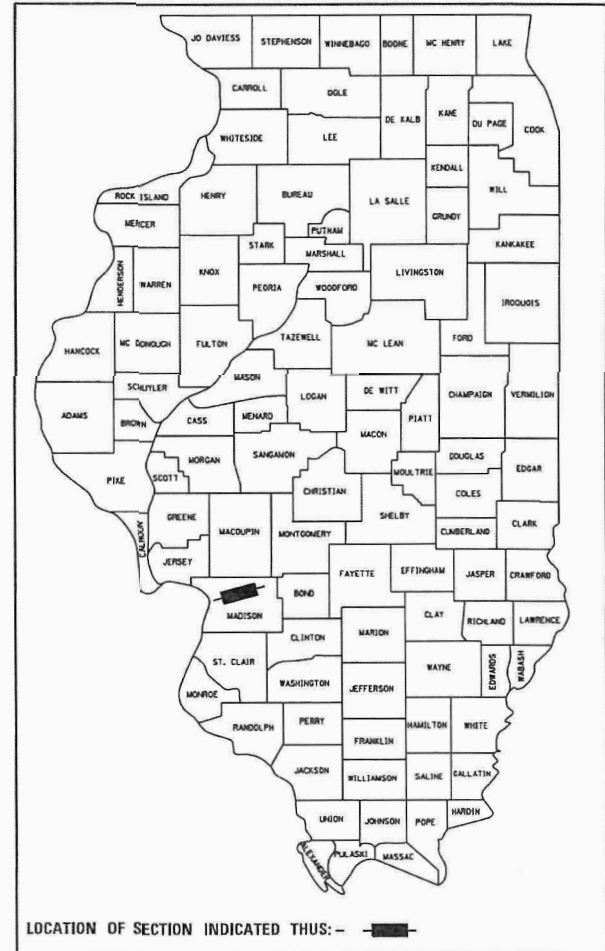 JO DAVIESS STEPHENSON WINNEBAGO BOONE MC HENRY LAKE
CARROLL OGLE DE KALB KANE DU PAGE COOK
WHITESIDE LEE KENDALL WILL
ROCK ISLAND HENRY BUREAU LA SALLE GRUNDY
MERCER PUTNAM KANKAKEE
STARK MARSHALL
HENDERSON WARREN KNOX PEORIA WOODFORD LIVINGSTON IROQUOIS
TAZEWELL MC LEAN FORD
HANCOCK MC DONOUGH FULTON
MASON
SCHUYLER LOGAN DE WITT CHAMPAIGN VERMILION
ADAMS BROWN CASS MENARD PIATT
MACON
MORGAN SANGAMON DOUGLAS
PIKE SCOTT CHRISTIAN MOULTRIE EDGAR
COLES
GREENE SHELBY
CALHOUN MACOUPIN MONTGOMERY CUMBERLAND CLARK
JERSEY
FAYETTE EFFINGHAM JASPER CRAWFORD
BOND
MADISON CLAY RICHLAND LAWRENCE
CLINTON MARION
ST. CLAIR WAYNE EDWARDS WABASH
WASHINGTON JEFFERSON
MONROE
RANDOLPH PERRY HAMILTON WHITE
FRANKLIN
JACKSON WILLIAMSON SALINE GALLATIN
HARDIN
UNION JOHNSON POPE
ALEXANDER PULASKI MASSAC
LOCATION OF SECTION INDICATED THUS: -